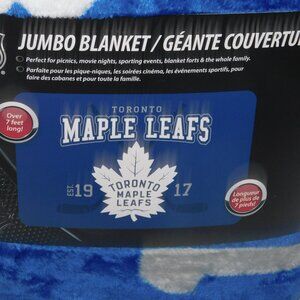 JUMBO BLANKET / GÉANTE COUVERTU
Perfect for picnics, movie nights, sporting events, blanket forts & the whole family.
Parfaite pour les pique-niques, les soirées cinéma, les événements sportifs, pour
faire des cabanes et pour toute la famille.
Over
7 feet
long!
TORONTO
MAPLE LEAFS
EST. 19 17
TORONTO
MAPLE
LEAFS
Longueur
de plus de
7 pieds!